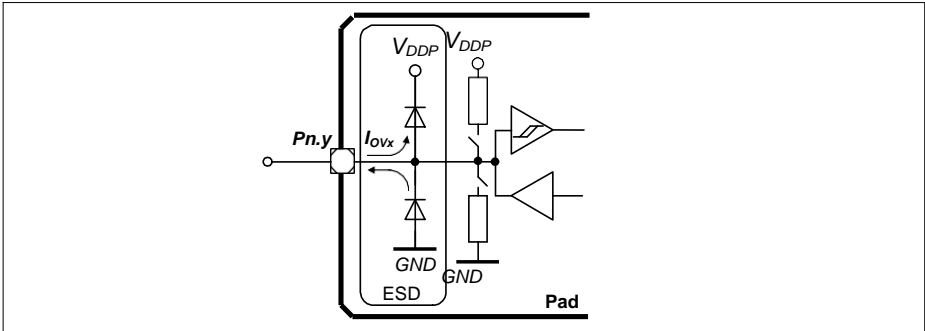 VDDP VDDP
Pn.y IOVx
GND GND
ESD
Pad